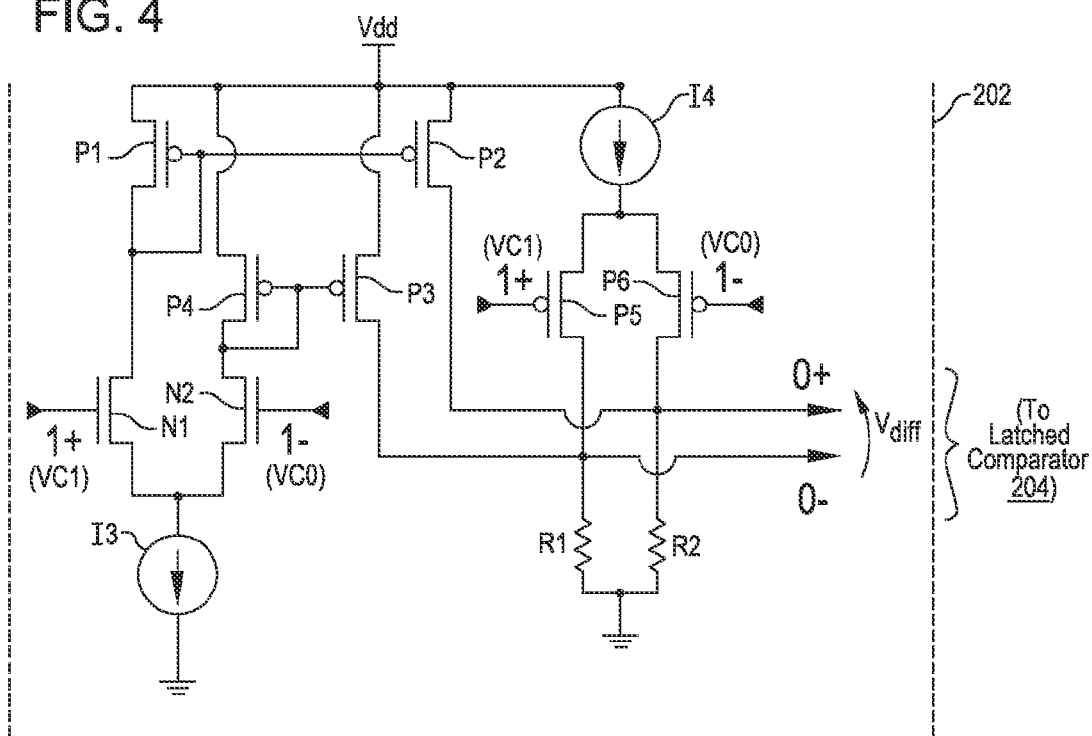 FIG. 4
Vdd
I4
202
P1
P2
(VC1)
1+
(VC0)
1-
P6
P5
P4
P3
N2
N1
1+
(VC1)
1-
(VC0)
0+
Vdiff
0-
(To
Latched
Comparator
204)
I3
R1
R2